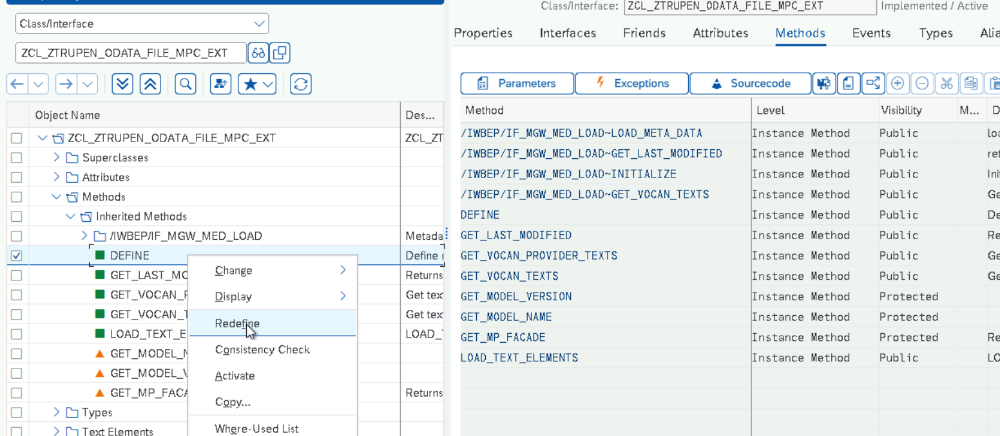 Class/Interface
ZCL_ZTRUPEN_ODATA_FILE_MPC_EXT
Object Name Des...
ZCL_ZTRUPEN_ODATA_FILE_MPC_EXT ZCL_ZT
Superclasses
Attributes
Methods
Inherited Methods
/IWBEP/IF_MGW_MED_LOAD Metada
DEFINE Define
GET_LAST_MO Returns
GET_VOCAN_P Get tex
GET_VOCAN_T Get tex
LOAD_TEXT_E LOAD_T
GET_MODEL_N
GET_MODEL_V
GET_MP_FACA Returns
Types
Text Elements
Change
Display
Redefine
Consistency Check
Activate
Copy...
Where-Used List
Class/Interface: ZCL_ZTRUPEN_ODATA_FILE_MPC_EXT Implemented / Active
Properties Interfaces Friends Attributes Methods Events Types Alia
Parameters Exceptions Sourcecode
Method Level Visibility M... D
/IWBEP/IF_MGW_MED_LOAD~LOAD_META_DATA Instance Method Public loa
/IWBEP/IF_MGW_MED_LOAD~GET_LAST_MODIFIED Instance Method Public ret
/IWBEP/IF_MGW_MED_LOAD~INITIALIZE Instance Method Public Ini
/IWBEP/IF_MGW_MED_LOAD~GET_VOCAN_TEXTS Instance Method Public Ge
DEFINE Instance Method Public De
GET_LAST_MODIFIED Instance Method Public Re
GET_VOCAN_PROVIDER_TEXTS Instance Method Public Ge
GET_VOCAN_TEXTS Instance Method Public Ge
GET_MODEL_VERSION Instance Method Protected
GET_MODEL_NAME Instance Method Protected
GET_MP_FACADE Instance Method Protected Re
LOAD_TEXT_ELEMENTS Instance Method Public LO